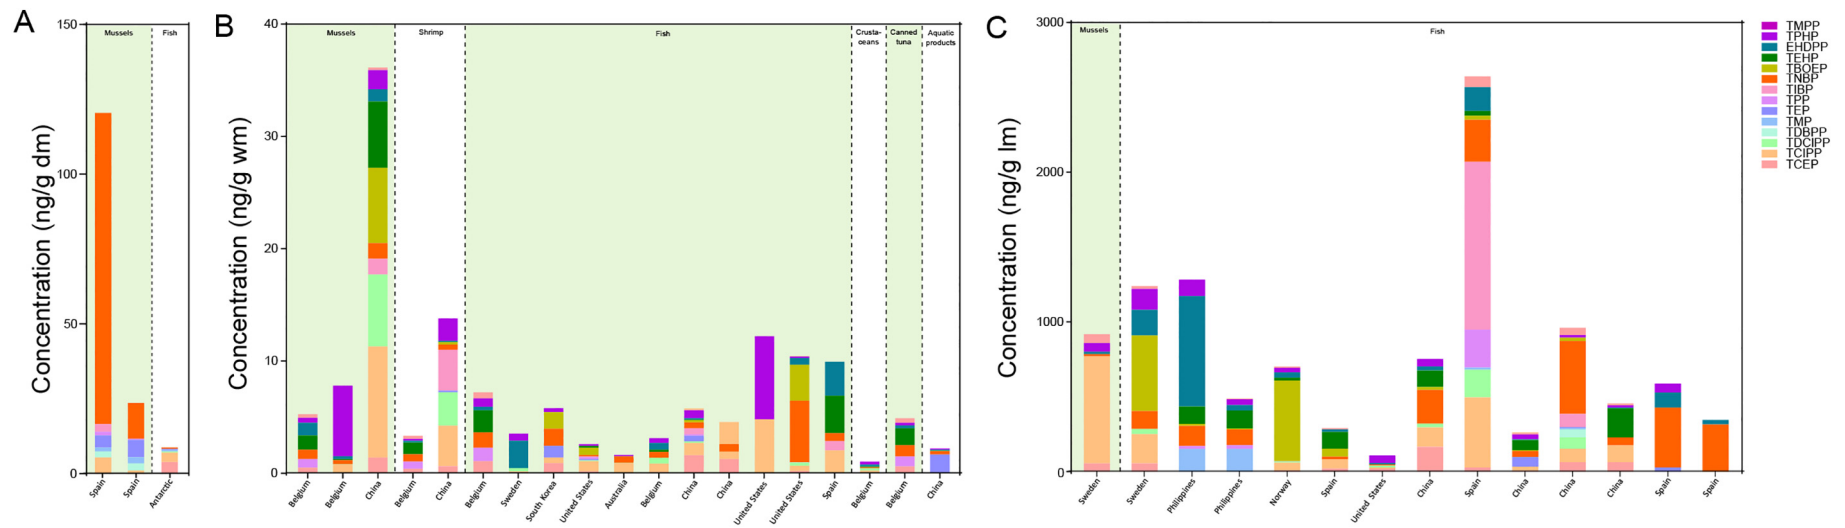 A
Concentration (ng/g dm)
150
100
50
0
Mussels
Fish
Spain
Spain
Antarctic
B
Concentration (ng/g wm)
40
30
20
10
0
Mussels
Shrimp
Fish
Crusta-
oceans
Canned
tuna
Aquatic
products
Belgium
Belgium
China
Belgium
China
Belgium
Sweden
South Korea
United States
Australia
Belgium
China
China
United States
United States
Spain
Belgium
Belgium
China
C
Concentration (ng/g lm)
3000
2000
1000
0
Mussels
Fish
Sweden
Sweden
Philippines
Philippines
Norway
Spain
United States
China
Spain
China
China
China
Spain
Spain
TMPP
TPHP
EHDPP
TEHP
TBOEP
TNBP
TIBP
TPP
TEP
TMP
TDBPP
TDCIPP
TCIPP
TCEP